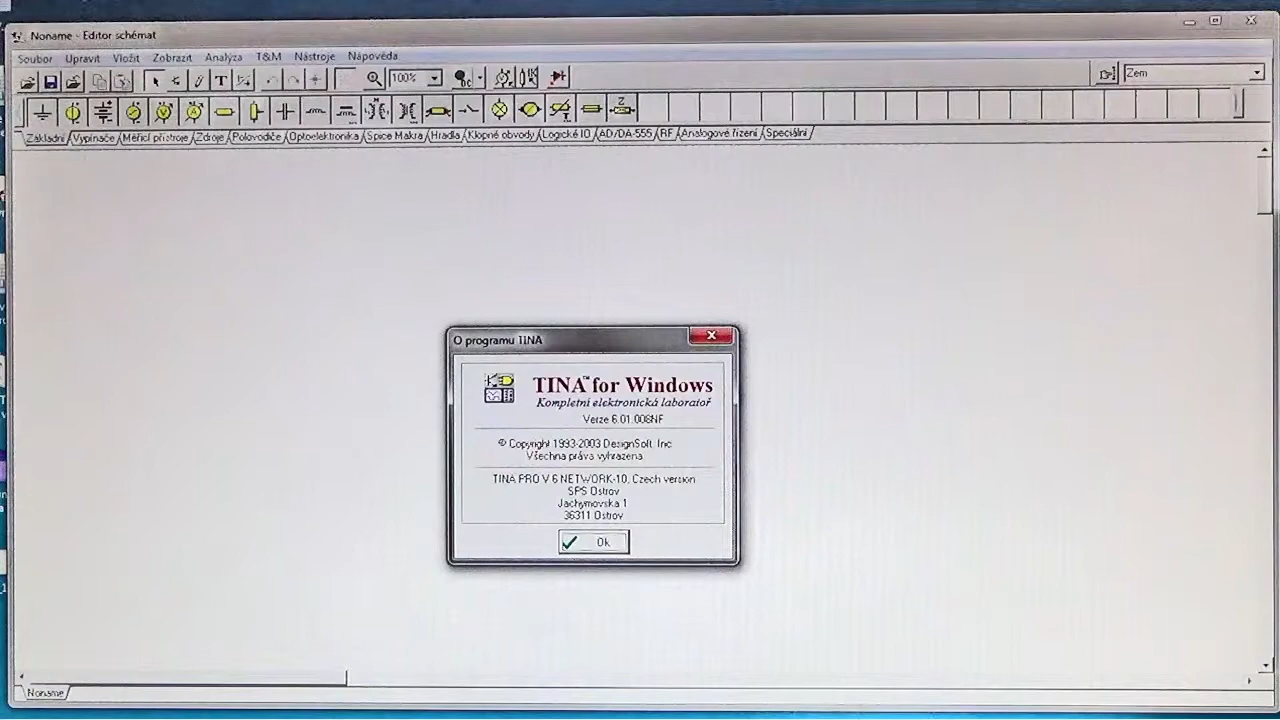 Noname - Editor schémat
Soubor Upravit Vložit Zobrazit Analýza T&M Nástroje Nápověda
T 100% DC Zem
Základní Vypínače Měřicí přístroje Zdroje Polovodiče Optoelektronika Spice Makra Hradla Klopné obvody Logické IO AD/DA-555 RF Analogové řízení Speciální
O programu TINA
TINA™ for Windows
Kompletní elektronická laboratoř
Verze 6.01.008NF
© Copyright 1993-2003 DesignSoft, Inc.
Všechna práva vyhrazena
TINA PRO V 6 NETWORK-10, Czech version
SPS Ostrov
Jachymovska 1
36311 Ostrov
Ok
Noname